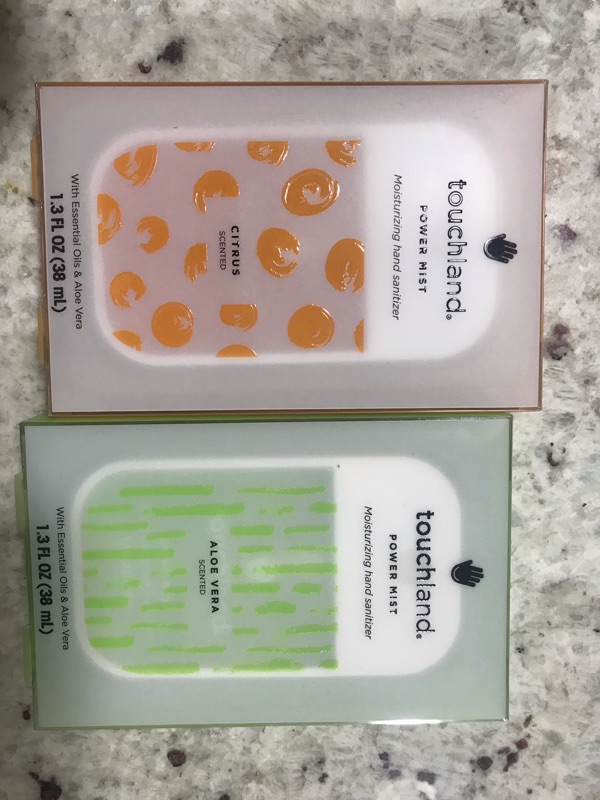 touchland®
POWER MIST
Moisturizing hand sanitizer
CITRUS
SCENTED
With Essential Oils & Aloe Vera
1.3 FL OZ (38 mL)
touchland®
POWER MIST
Moisturizing hand sanitizer
ALOE VERA
SCENTED
With Essential Oils & Aloe Vera
1.3 FL OZ (38 mL)